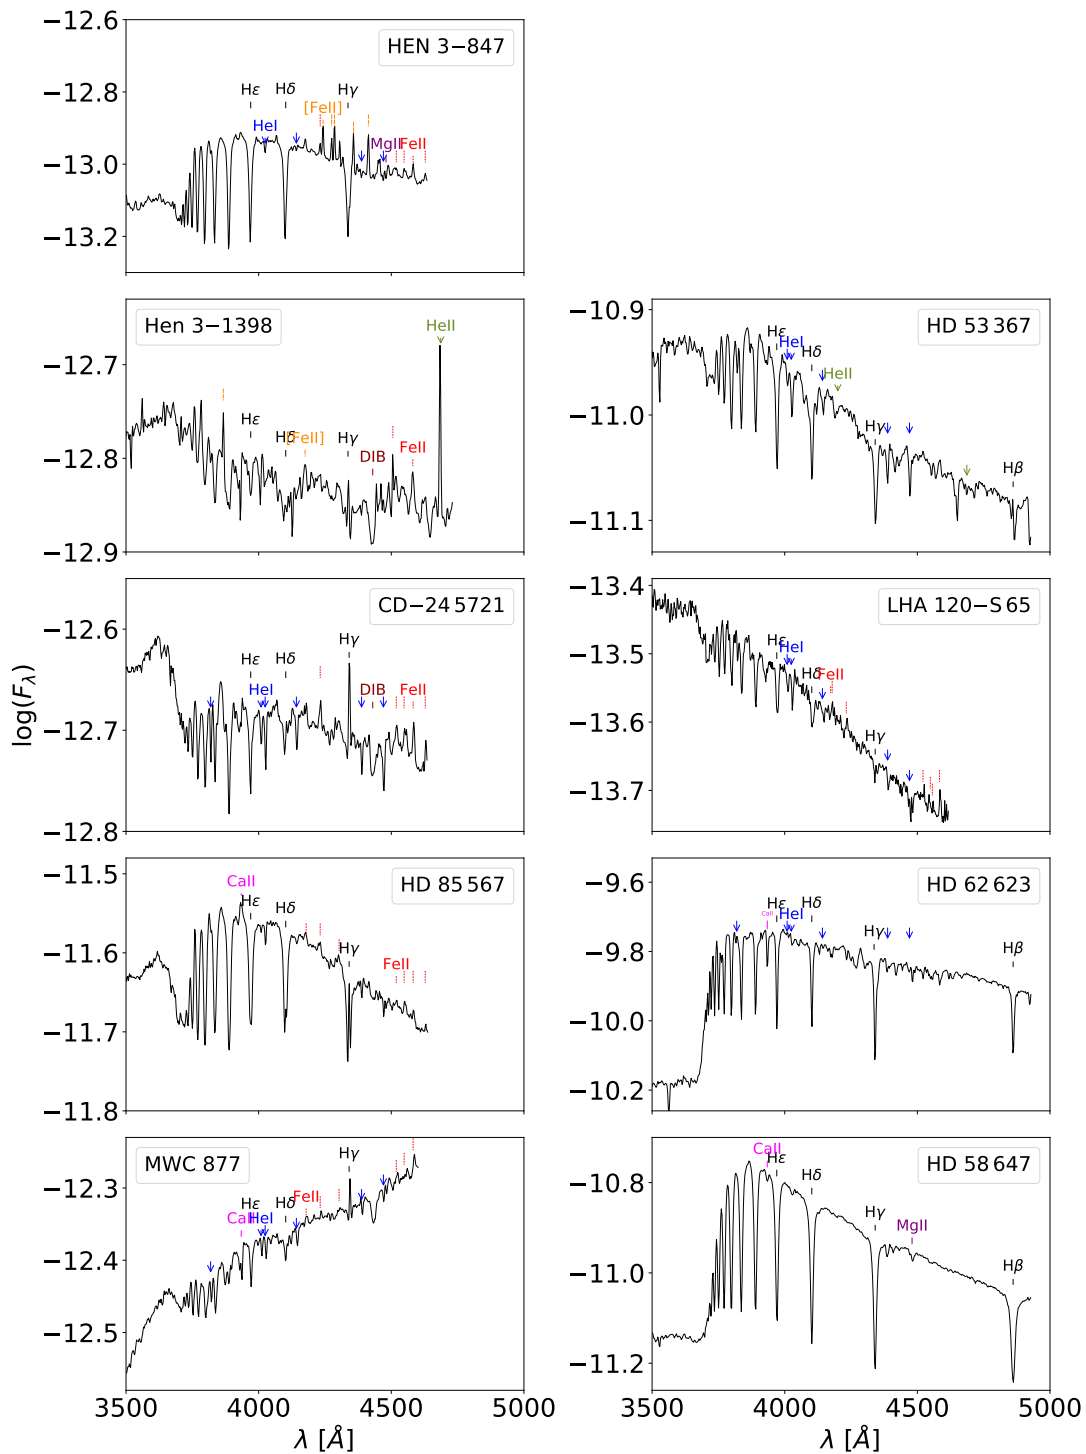 −12.6
−12.8
−13.0
−13.2
HEN 3−847
Hε Hδ Hγ
[FeII]
HeI
MgII FeII
−12.7
−12.8
−12.9
Hen 3−1398
HeII
Hε Hδ Hγ
[FeII]
DIB
FeII
−10.9
−11.0
−11.1
HD 53 367
Hε
HeI
Hδ
HeII
Hγ
Hβ
log(Fλ)
−12.6
−12.7
−12.8
CD−24 5721
Hγ
Hε Hδ
HeI
DIB FeII
−13.4
−13.5
−13.6
−13.7
LHA 120−S 65
Hε
HeI
Hδ FeII
Hγ
−11.5
−11.6
−11.7
−11.8
HD 85 567
CaII
Hε Hδ
Hγ
FeII
−9.6
−9.8
−10.0
−10.2
HD 62 623
CaII
Hε Hδ
HeI
Hγ
Hβ
−12.3
−12.4
−12.5
MWC 877
Hγ
FeII
Hε Hδ
CaII HeI
3500 4000 4500 5000
λ [Å]
−10.8
−11.0
−11.2
HD 58 647
CaII
Hε
Hδ
Hγ
MgII
Hβ
3500 4000 4500 5000
λ [Å]